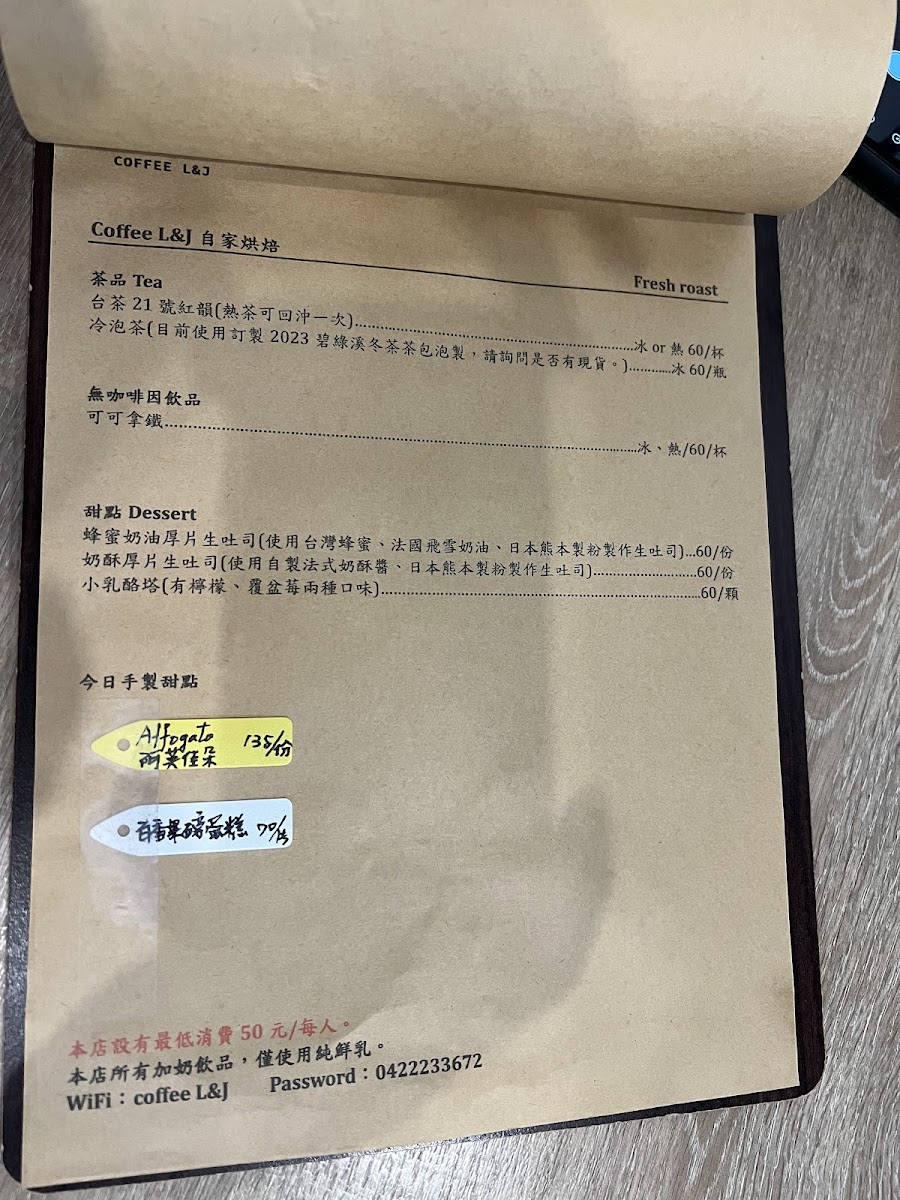 COFFEE L&J
Coffee L&J 自家烘焙
Fresh roast
茶品 Tea
台茶 21 號紅韻(熱茶可回沖一次)....................冰 or 熱 60/杯
冷泡茶(目前使用訂製 2023 碧綠溪冬茶茶包泡製，請詢問是否有現貨。)............冰 60/瓶
無咖啡因飲品
可可拿鐵....................冰、熱/60/杯
甜點 Dessert
蜂蜜奶油厚片生吐司(使用台灣蜂蜜、法國飛雪奶油、日本熊本製粉製作生吐司)...60/份
奶酥厚片生吐司(使用自製法式奶酥醬、日本熊本製粉製作生吐司)....................60/份
小乳酪塔(有檸檬、覆盆莓兩種口味)....................60/顆
今日手製甜點
Affogato 135/份
阿芙佳朵
百香果磅蛋糕 70/
本店設有最低消費 50 元/每人。
本店所有加奶飲品，僅使用純鮮乳。
WiFi：coffee L&J Password：0422233672